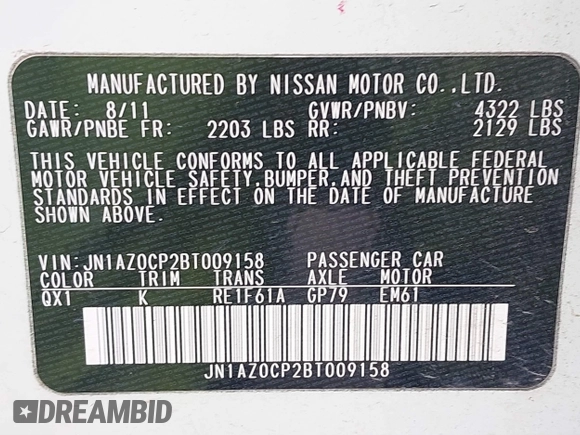 MANUFACTURED BY NISSAN MOTOR CO.,LTD.
DATE: 8/11 GVWR/PNBV: 4322 LBS
GAWR/PNBE FR: 2203 LBS RR: 2129 LBS
THIS VEHICLE CONFORMS TO ALL APPLICABLE FEDERAL
MOTOR VEHICLE SAFETY,BUMPER,AND THEFT PREVENTION
STANDARDS IN EFFECT ON THE DATE OF MANUFACTURE
SHOWN ABOVE.
VIN:JN1AZ0CP2BT009158 PASSENGER CAR
COLOR TRIM TRANS AXLE MOTOR
QX1 K RE1F61A GP79 EM61
JN1AZ0CP2BT009158
DREAMBID